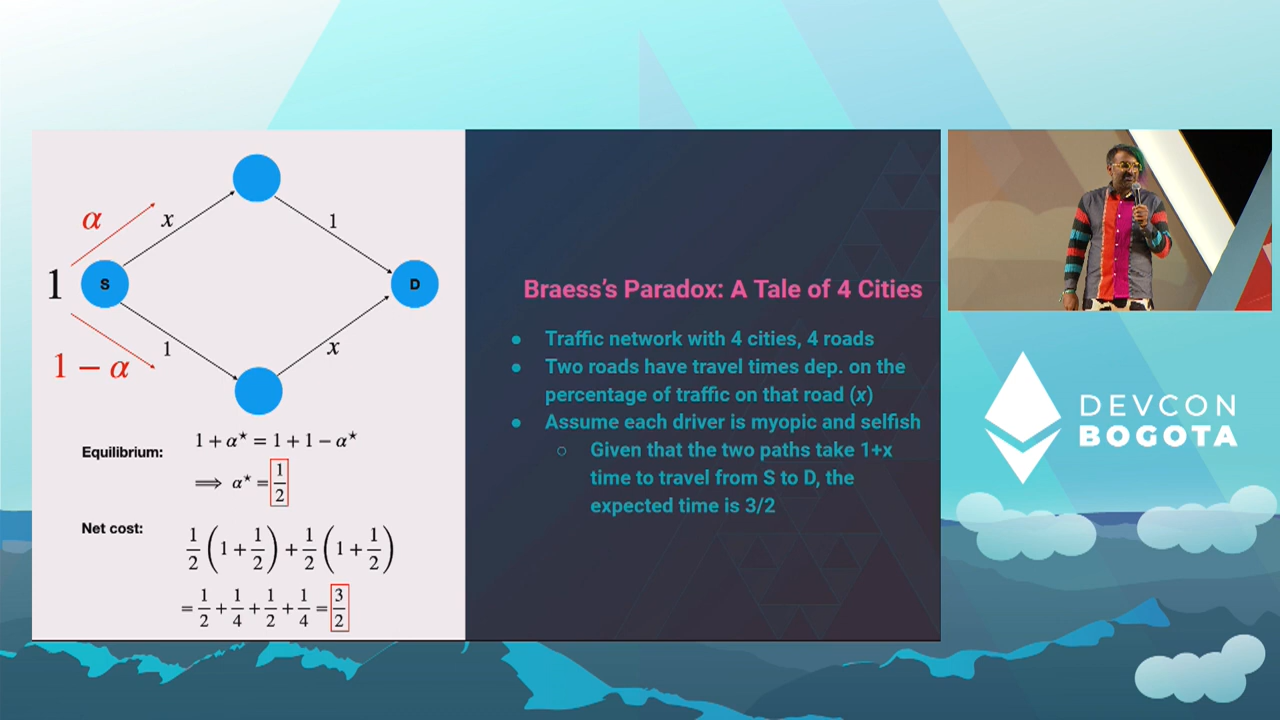 α
x
1
1
S
D
1
x
1 − α
Equilibrium:
1 + α* = 1 + 1 − α*
⟹ α* = 1/2
Net cost:
1/2 (1 + 1/2) + 1/2 (1 + 1/2)
= 1/2 + 1/4 + 1/2 + 1/4 = 3/2
Braess's Paradox: A Tale of 4 Cities
● Traffic network with 4 cities, 4 roads
● Two roads have travel times dep. on the
percentage of traffic on that road (x)
● Assume each driver is myopic and selfish
○ Given that the two paths take 1+x
time to travel from S to D, the
expected time is 3/2
DEVCON
BOGOTA